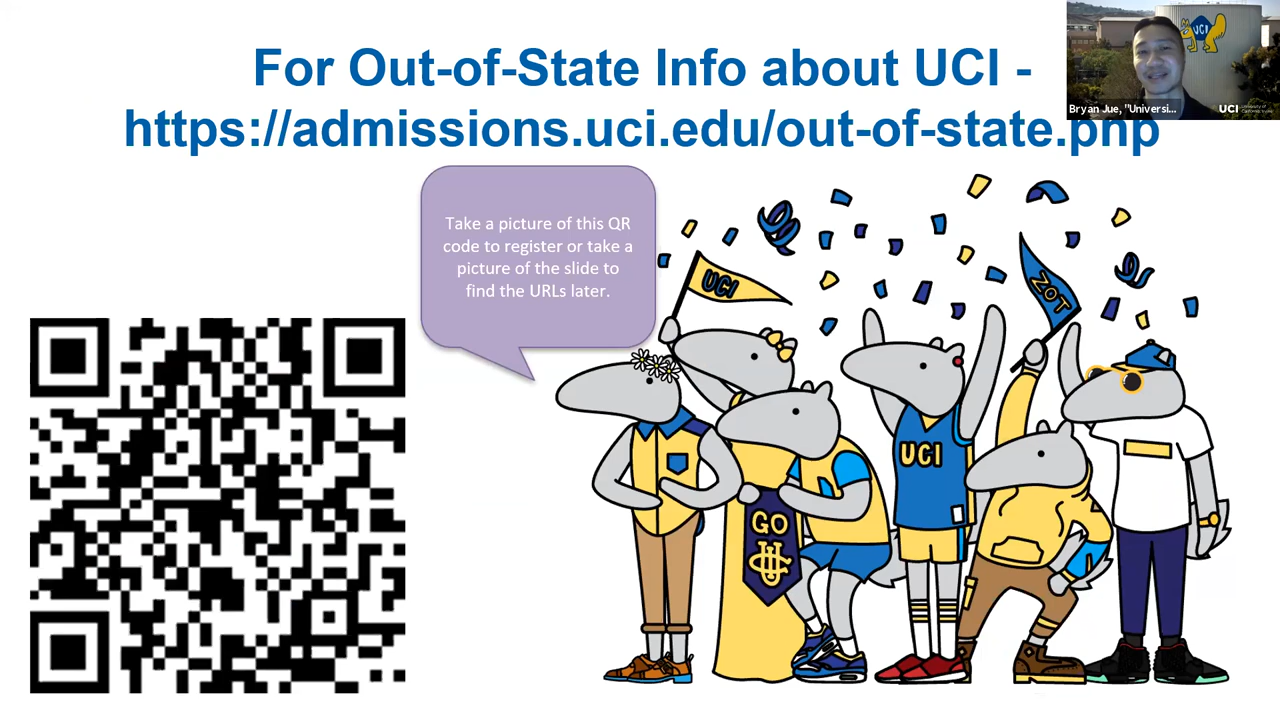 For Out-of-State Info about UCI -
https://admissions.uci.edu/out-of-state.php
Take a picture of this QR
code to register or take a
picture of the slide to
find the URLs later.
UCI
ZOT
UCI
GO
UC
UCI
Bryan Jue, "Universi...
UCI